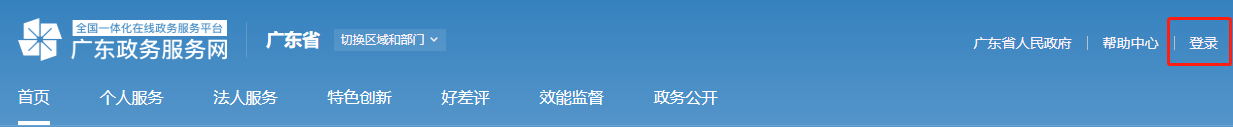 全国一体化在线政务服务平台
广东政务服务网
广东省 切换区域和部门
广东省人民政府 帮助中心 登录
首页 个人服务 法人服务 特色创新 好差评 效能监督 政务公开